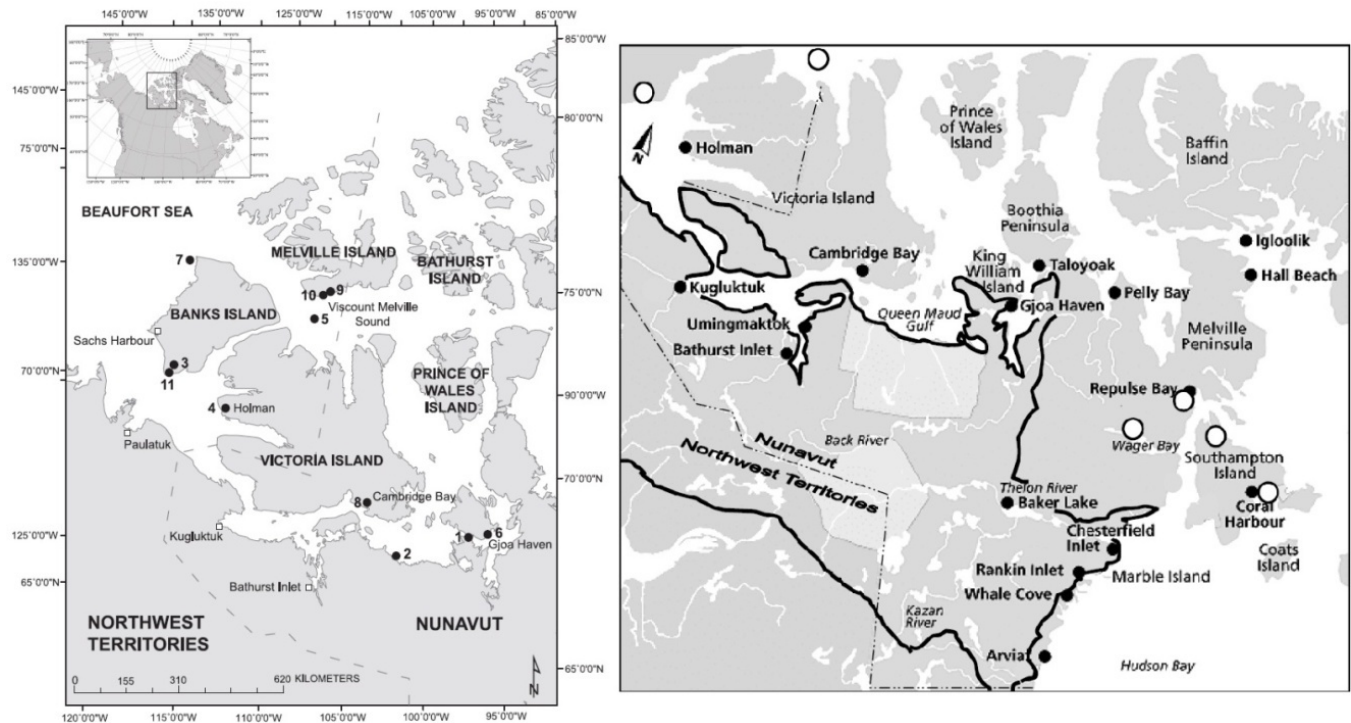 145°0'0"W
135°0'0"W
125°0'0"W
115°0'0"W
105°0'0"W
100°0'0"W
95°0'0"W
90°0'0"W
85°0'0"W
85°0'0"N
145°0'0"W
80°0'0"N
75°0'0"N
BEAUFORT SEA
135°0'0"W
7
MELVILLE ISLAND
BATHURST
ISLAND
75°0'0"N
10
9
Viscount Melville
Sound
5
BANKS ISLAND
Sachs Harbour
3
11
70°0'0"N
PRINCE OF
WALES
ISLAND
90°0'0"W
4
Holman
Paulatuk
VICTORIA ISLAND
70°0'0"N
8
Cambridge Bay
Kugluktuk
125°0'0"W
1
6
Gjoa Haven
2
65°0'0"N
Bathurst Inlet
NORTHWEST
TERRITORIES
NUNAVUT
65°0'0"N
0 155 310 620 KILOMETERS
N
120°0'0"W
115°0'0"W
110°0'0"W
105°0'0"W
100°0'0"W
95°0'0"W
N
Holman
Prince
of Wales
Island
Baffin
Island
Victoria Island
Boothia
Peninsula
Igloolik
Cambridge Bay
King
William
Island
Taloyoak
Hall Beach
Kugluktuk
Gjoa Haven
Pelly Bay
Queen Maud
Gulf
Umingmaktok
Bathurst Inlet
Melville
Peninsula
Repulse Bay
Back River
Nunavut
Northwest Territories
Wager Bay
Southampton
Island
Thelon River
Baker Lake
Coral
Harbour
Chesterfield
Inlet
Coats
Island
Rankin Inlet
Marble Island
Whale Cove
Kazan
River
Arviat
Hudson Bay